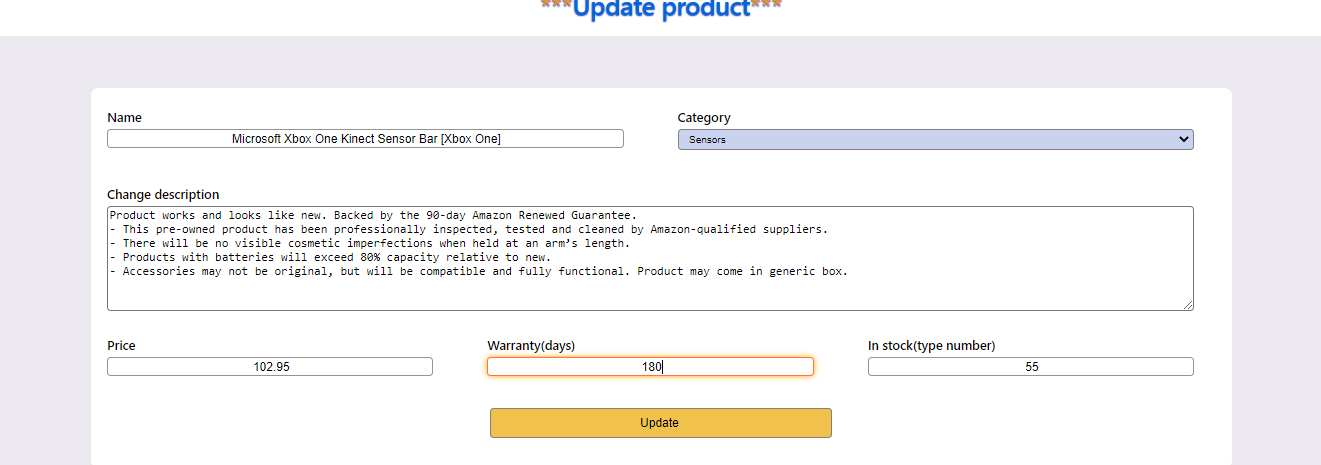 ***Update product***
Name
Category
Microsoft Xbox One Kinect Sensor Bar [Xbox One]
Sensors
Change description
Product works and looks like new. Backed by the 90-day Amazon Renewed Guarantee.
- This pre-owned product has been professionally inspected, tested and cleaned by Amazon-qualified suppliers.
- There will be no visible cosmetic imperfections when held at an arm’s length.
- Products with batteries will exceed 80% capacity relative to new.
- Accessories may not be original, but will be compatible and fully functional. Product may come in generic box.
Price
Warranty(days)
In stock(type number)
102.95
180
55
Update